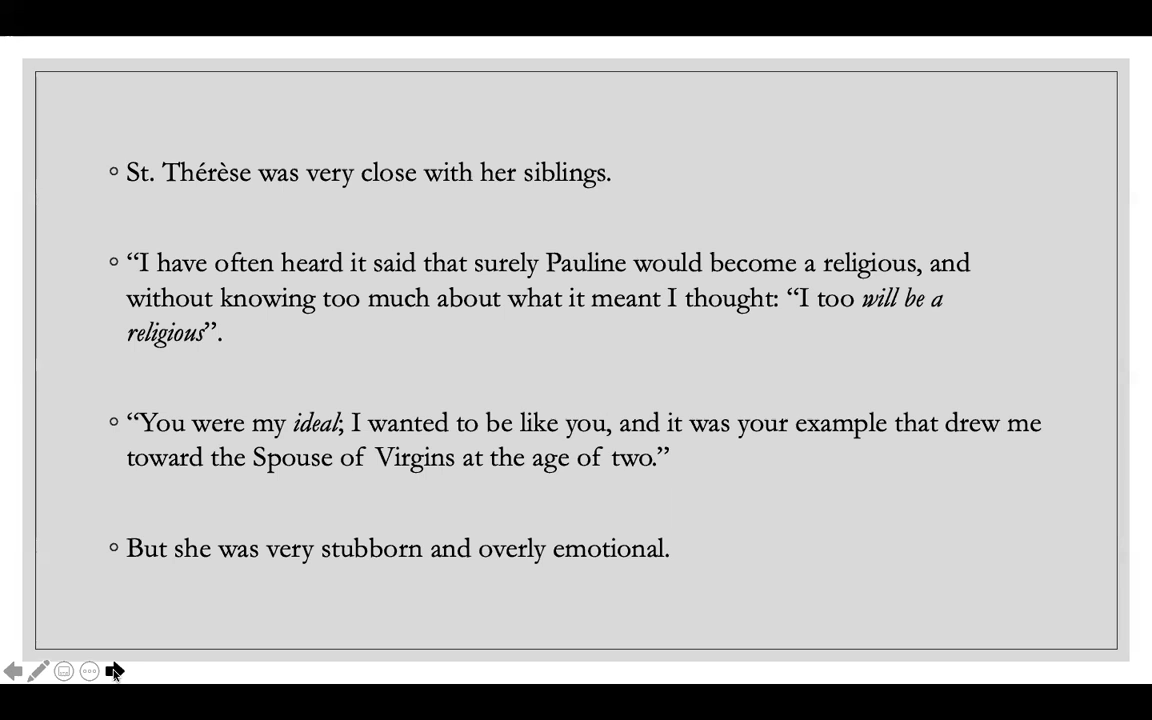 ◦ St. Thérèse was very close with her siblings.
◦ “I have often heard it said that surely Pauline would become a religious, and
without knowing too much about what it meant I thought: “I too will be a
religious”.
◦ “You were my ideal; I wanted to be like you, and it was your example that drew me
toward the Spouse of Virgins at the age of two.”
◦ But she was very stubborn and overly emotional.